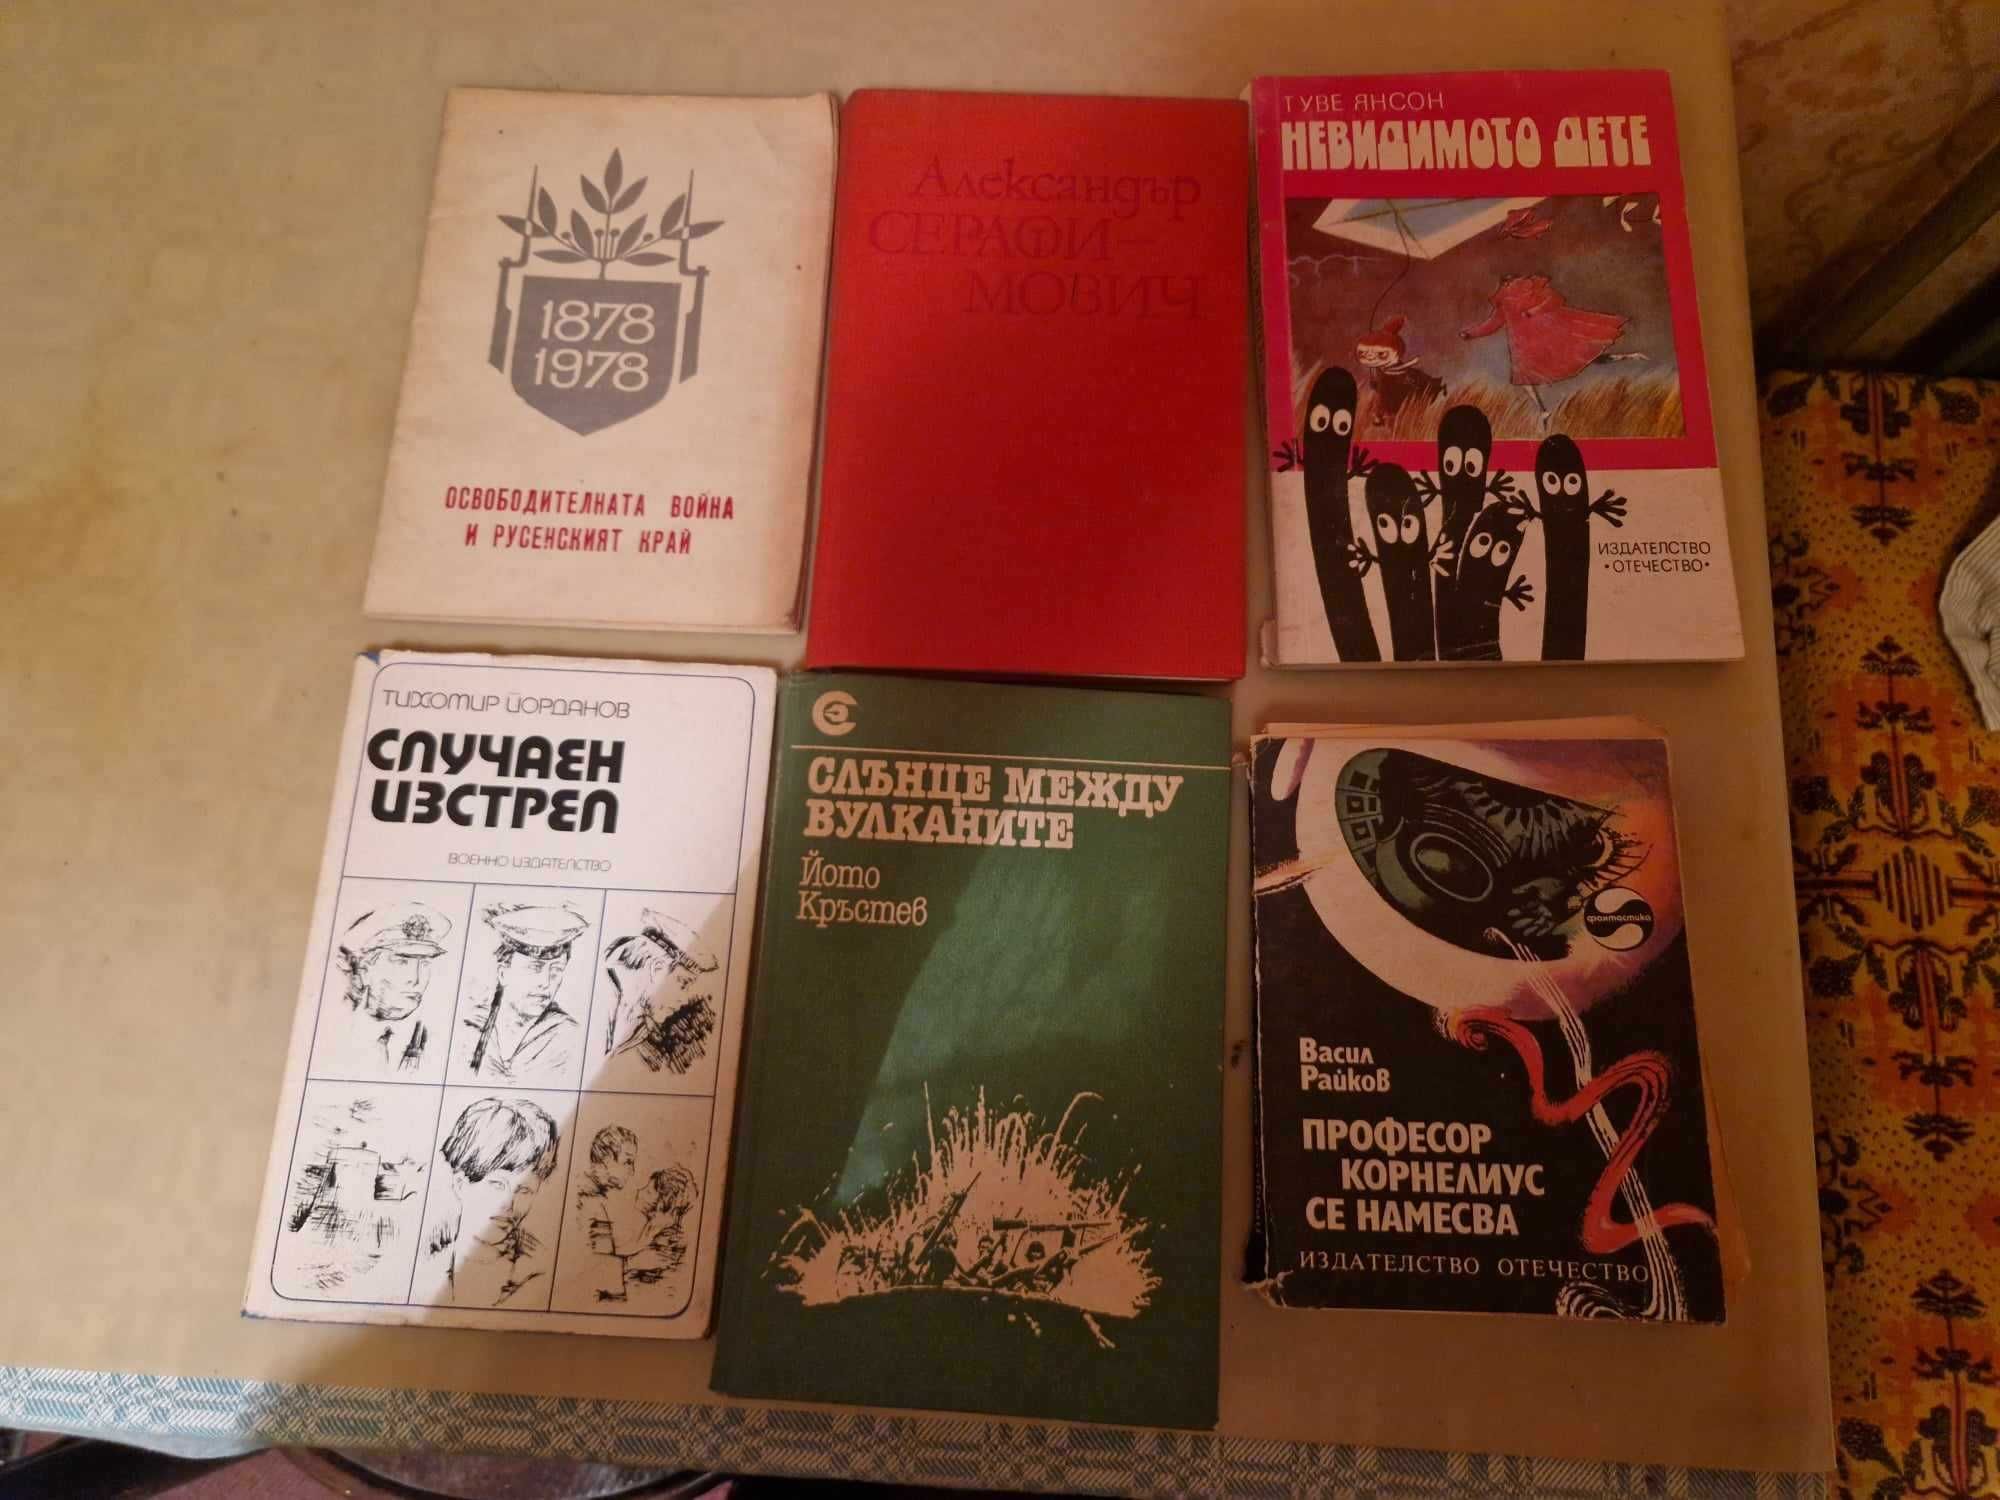 1878
1978
ОСВОБОДИТЕЛНАТА ВОЙНА
И РУСЕНСКИЯТ КРАЙ
Александър
СЕРАФИ-
МОВИЧ
ТУВЕ ЯНСОН
НЕВИДИМОТО ДЕТЕ
ИЗДАТЕЛСТВО
•ОТЕЧЕСТВО•
ТИХОМИР ЙОРДАНОВ
СЛУЧАЕН
ИЗСТРЕЛ
ВОЕННО ИЗДАТЕЛСТВО
СЛЪНЦЕ МЕЖДУ
ВУЛКАНИТЕ
Йото
Кръстев
фантастика
Васил
Райков
ПРОФЕСОР
КОРНЕЛИУС
СЕ НАМЕСВА
ИЗДАТЕЛСТВО ОТЕЧЕСТВО